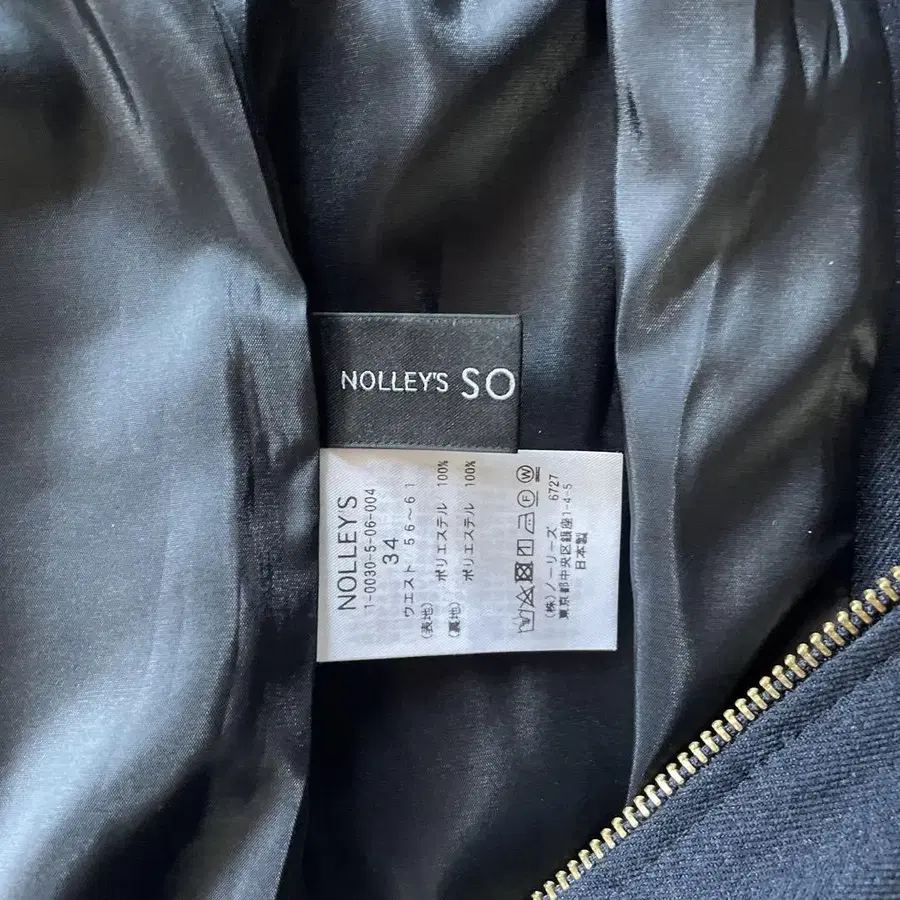 NOLLEY'S SO
NOLLEY'S
1-0030-5-06-004
34
ウエスト 56~61
(表地) ポリエステル 100%
(裏地) ポリエステル 100%
W F
(株)ノーリーズ 6727
東京都中央区銀座1-4-5
日本製